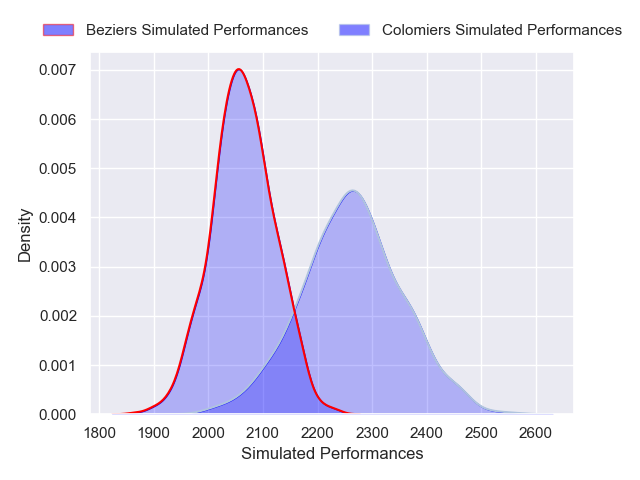 Beziers Simulated Performances Colomiers Simulated Performances
0.007
0.006
0.005
0.004
0.003
0.002
0.001
0.000
Density
1800 1900 2000 2100 2200 2300 2400 2500 2600
Simulated Performances